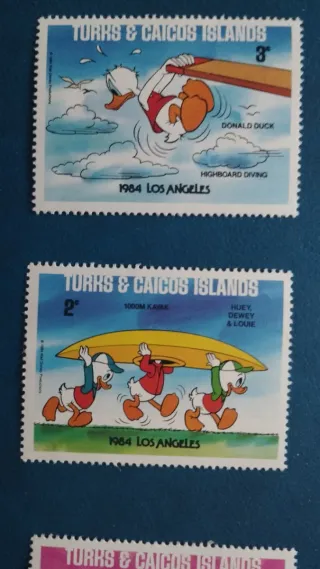 TURKS & CAICOS ISLANDS
3c
DONALD DUCK
HIGHBOARD DIVING
1984 LOS ANGELES
TURKS & CAICOS ISLANDS
2c
1000M KAYAK
HUEY,
DEWEY
& LOUIE
1984 LOS ANGELES
TURKS & CAICOS ISLANDS